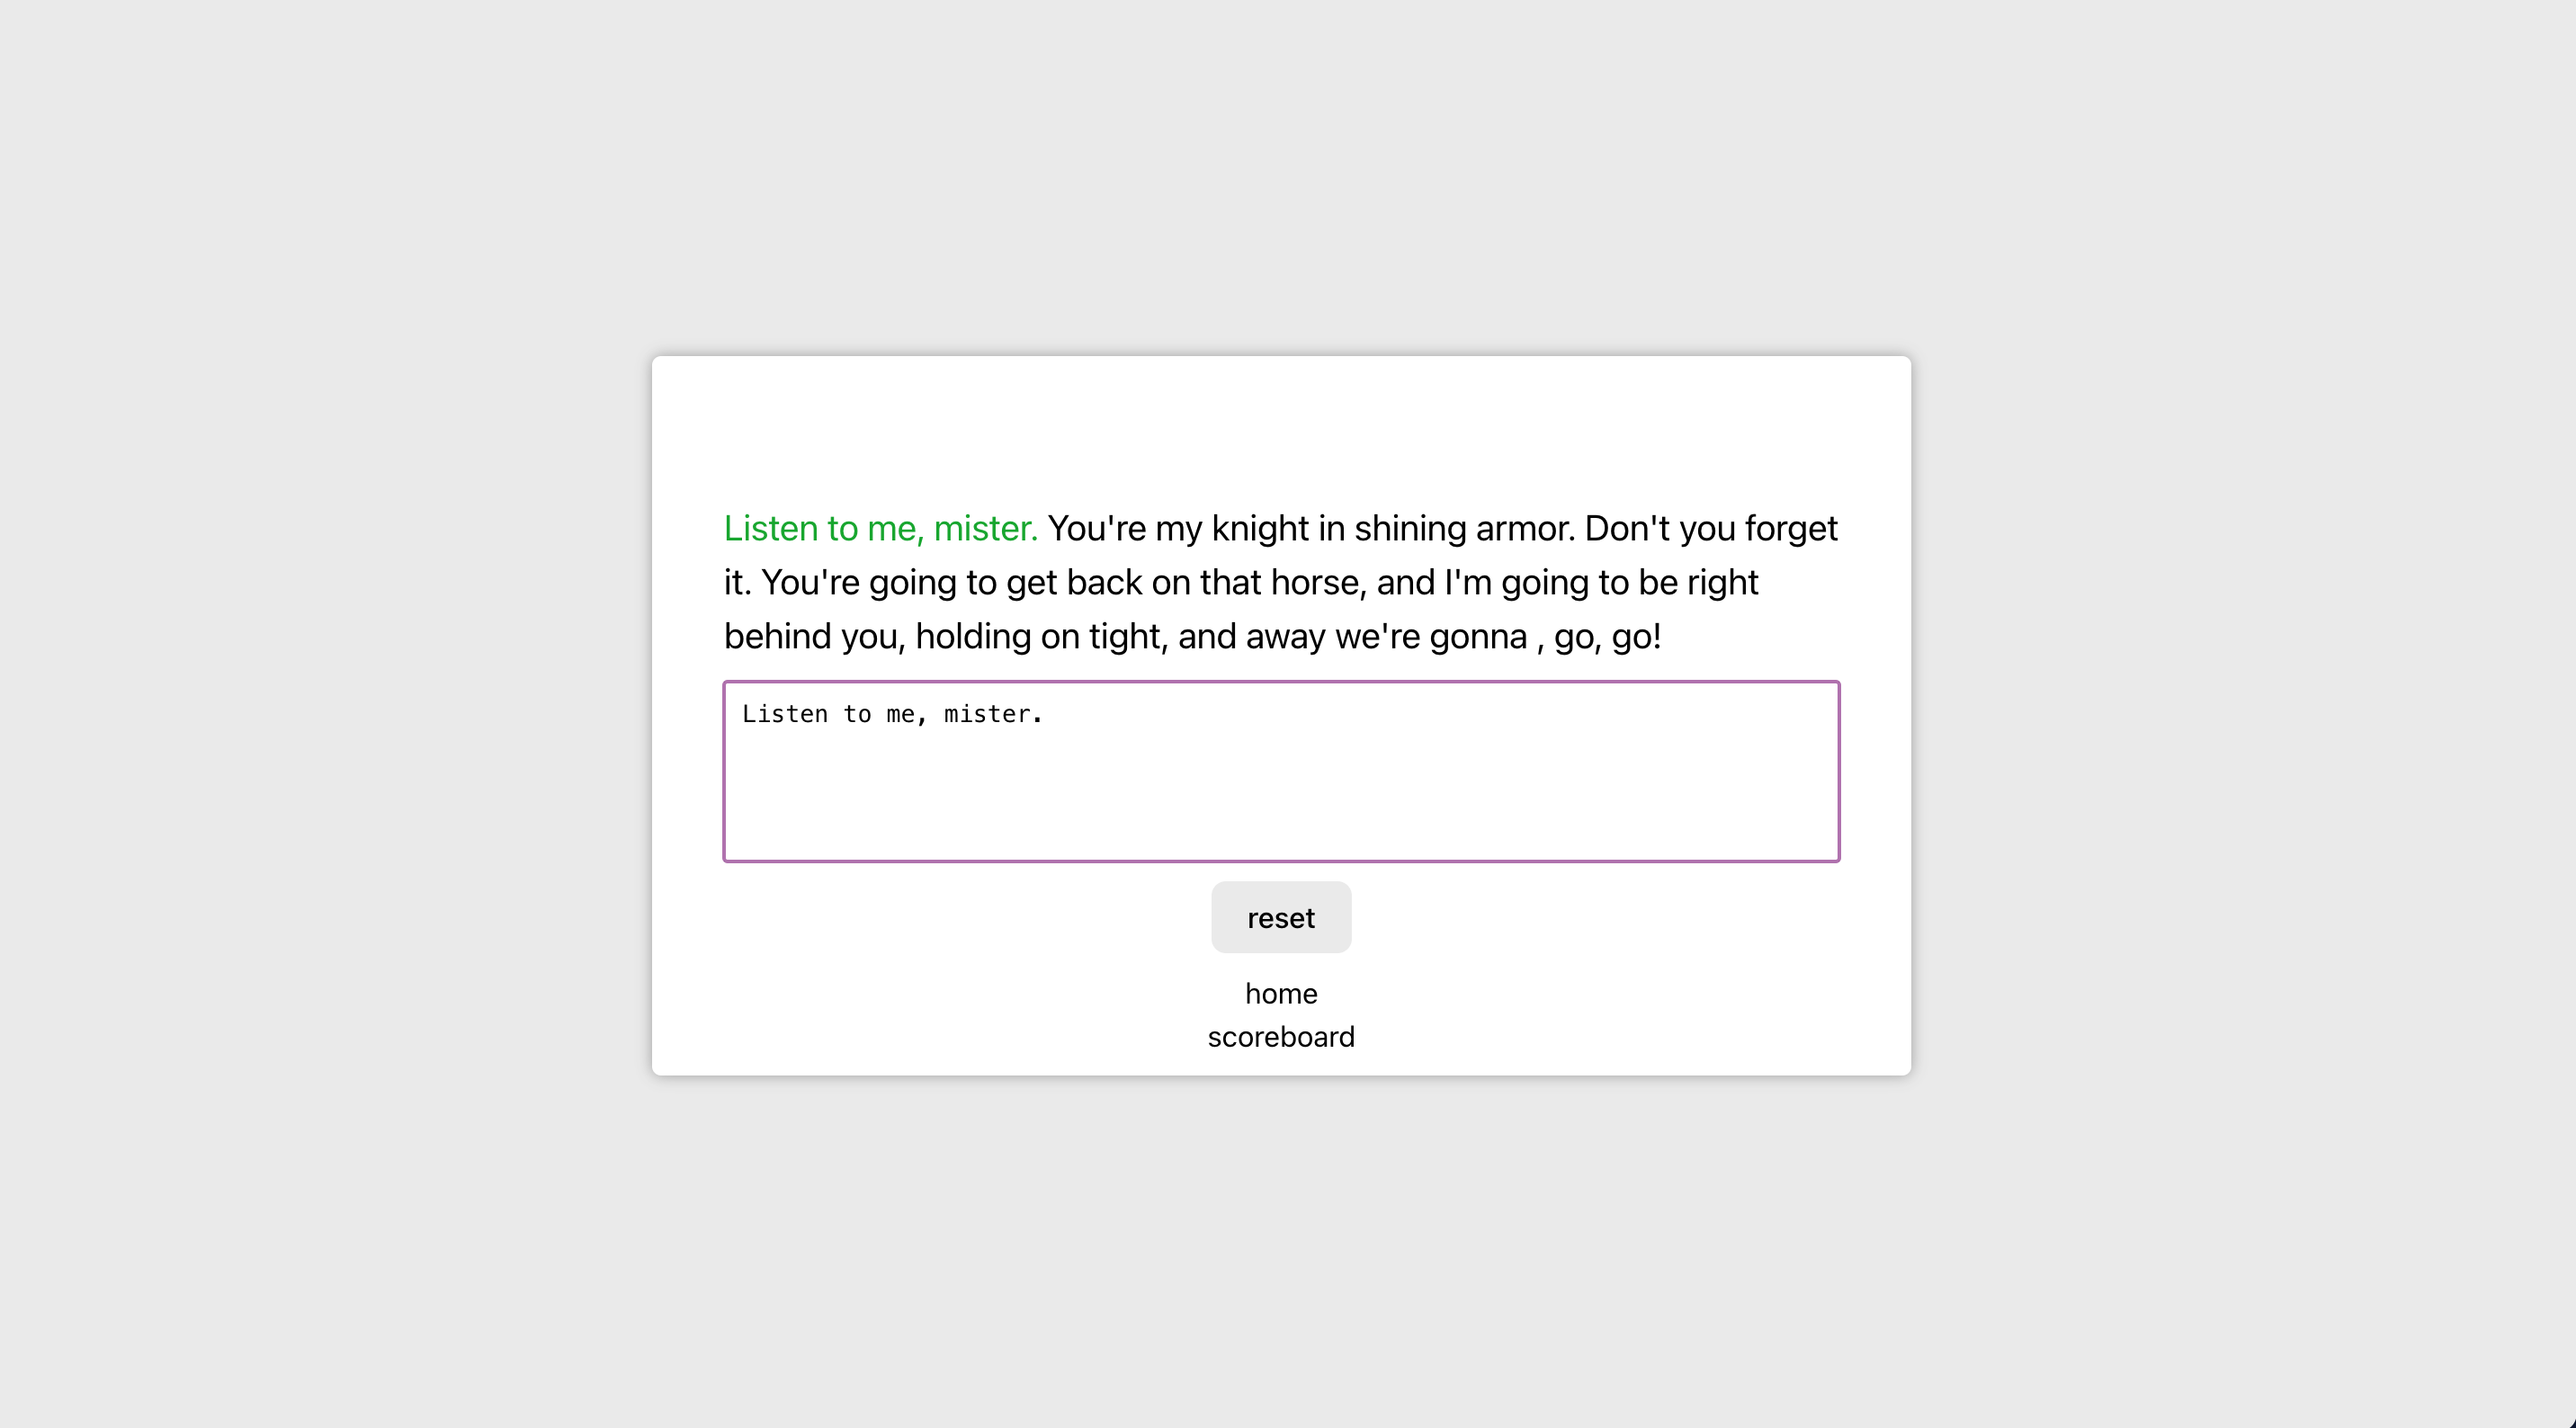 Listen to me, mister. You're my knight in shining armor. Don't you forget
it. You're going to get back on that horse, and I'm going to be right
behind you, holding on tight, and away we're gonna , go, go!
Listen to me, mister.
reset
home
scoreboard